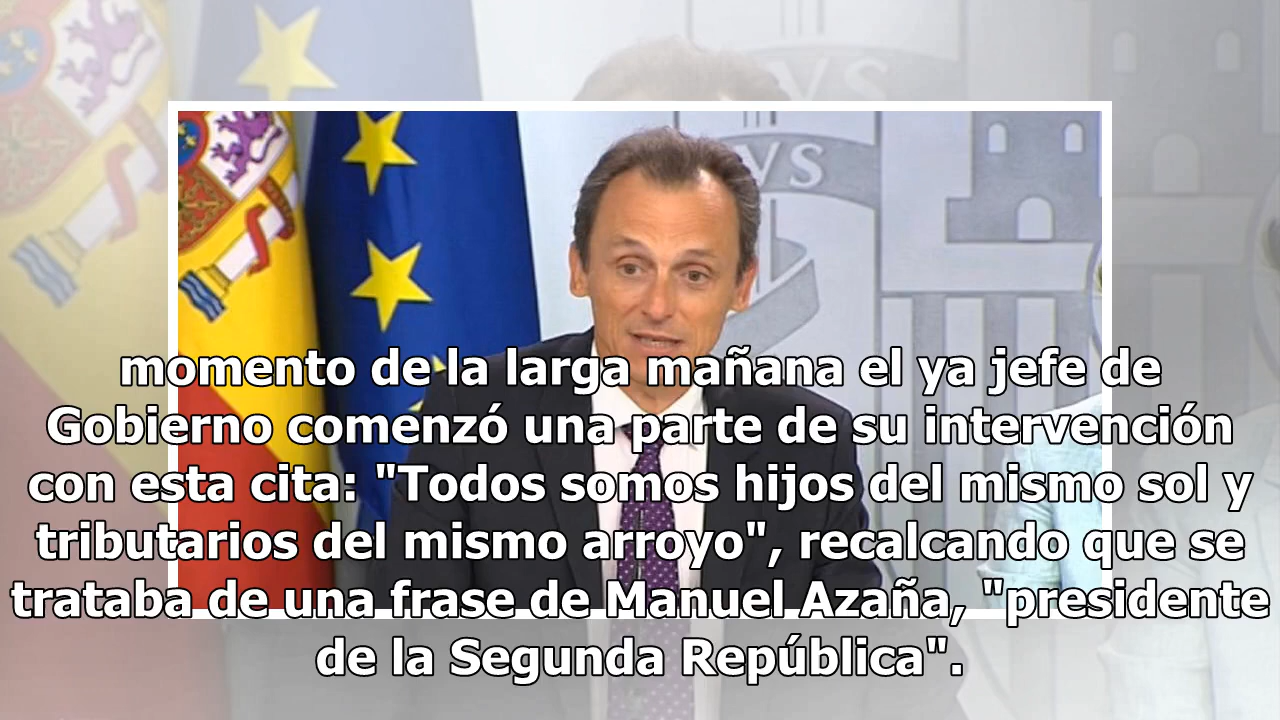 VS
VS
momento de la larga mañana el ya jefe de
Gobierno comenzó una parte de su intervención
con esta cita: "Todos somos hijos del mismo sol y
tributarios del mismo arroyo", recalcando que se
trataba de una frase de Manuel Azaña, "presidente
de la Segunda República".